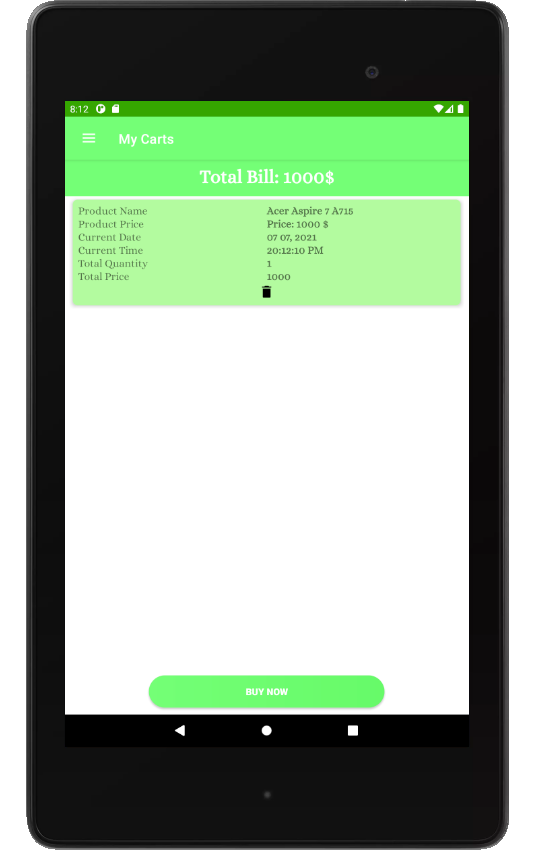 8:12
My Carts
Total Bill: 1000$
Product Name Acer Aspire 7 A715
Product Price Price: 1000 $
Current Date 07 07, 2021
Current Time 20:12:10 PM
Total Quantity 1
Total Price 1000
BUY NOW